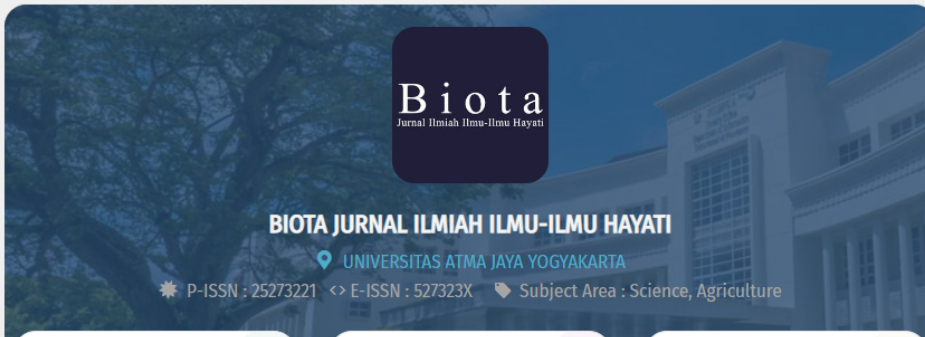 Biota
Jurnal Ilmiah Ilmu-Ilmu Hayati
BIOTA JURNAL ILMIAH ILMU-ILMU HAYATI
UNIVERSITAS ATMA JAYA YOGYAKARTA
P-ISSN : 25273221 <> E-ISSN : 527323X Subject Area : Science, Agriculture